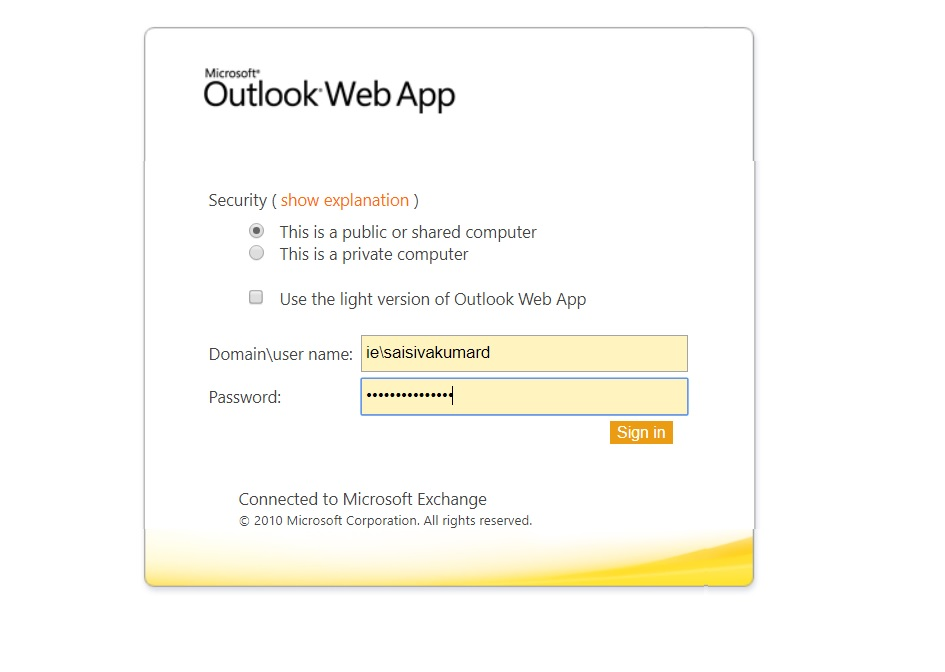 Microsoft®
Outlook Web App
Security ( show explanation )
This is a public or shared computer
This is a private computer
Use the light version of Outlook Web App
Domain\user name: ie\saisivakumard
Password: •••••••••••••••
Sign in
Connected to Microsoft Exchange
© 2010 Microsoft Corporation. All rights reserved.